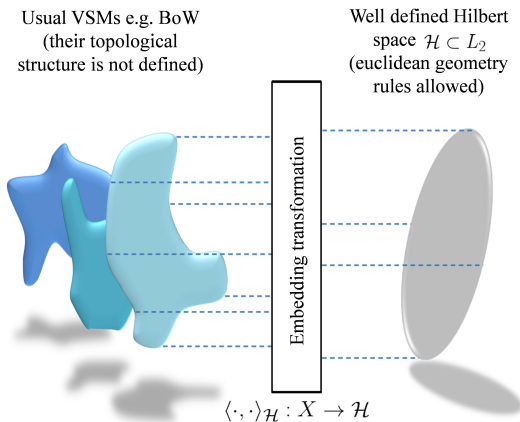 Usual VSMs e.g. BoW
(their topological
structure is not defined)
Well defined Hilbert
space ℋ ⊂ L₂
(euclidean geometry
rules allowed)
Embedding transformation
⟨·,·⟩_ℋ : X → ℋ